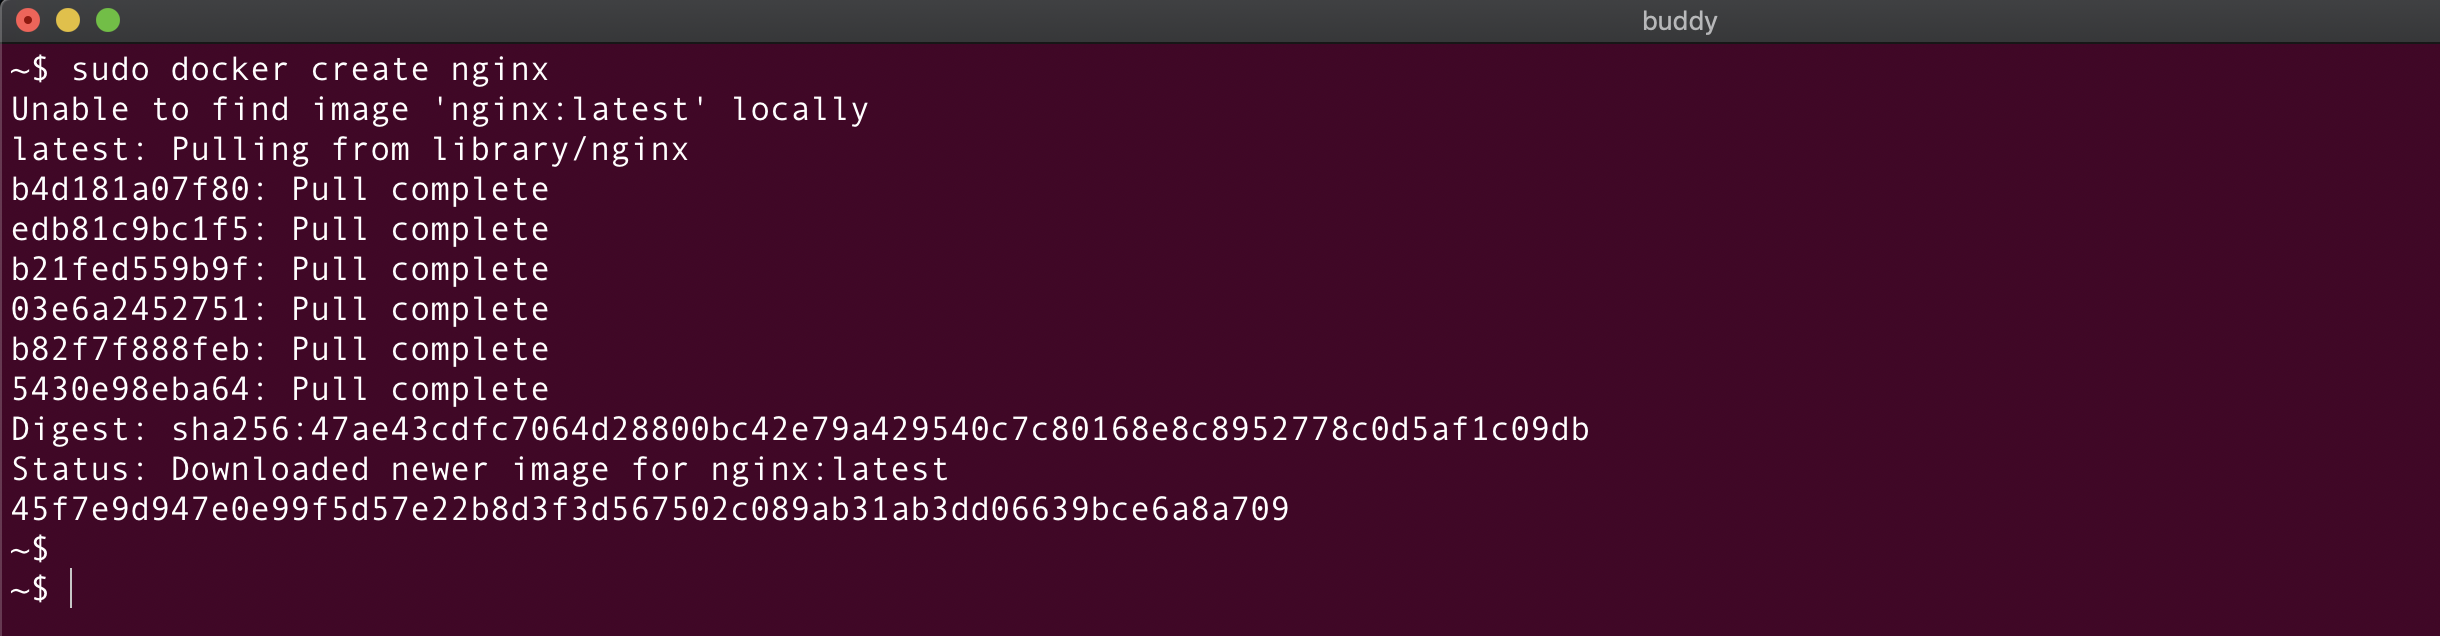 buddy
~$ sudo docker create nginx
Unable to find image 'nginx:latest' locally
latest: Pulling from library/nginx
b4d181a07f80: Pull complete
edb81c9bc1f5: Pull complete
b21fed559b9f: Pull complete
03e6a2452751: Pull complete
b82f7f888feb: Pull complete
5430e98eba64: Pull complete
Digest: sha256:47ae43cdfc7064d28800bc42e79a429540c7c80168e8c8952778c0d5af1c09db
Status: Downloaded newer image for nginx:latest
45f7e9d947e0e99f5d57e22b8d3f3d567502c089ab31ab3dd06639bce6a8a709
~$
~$